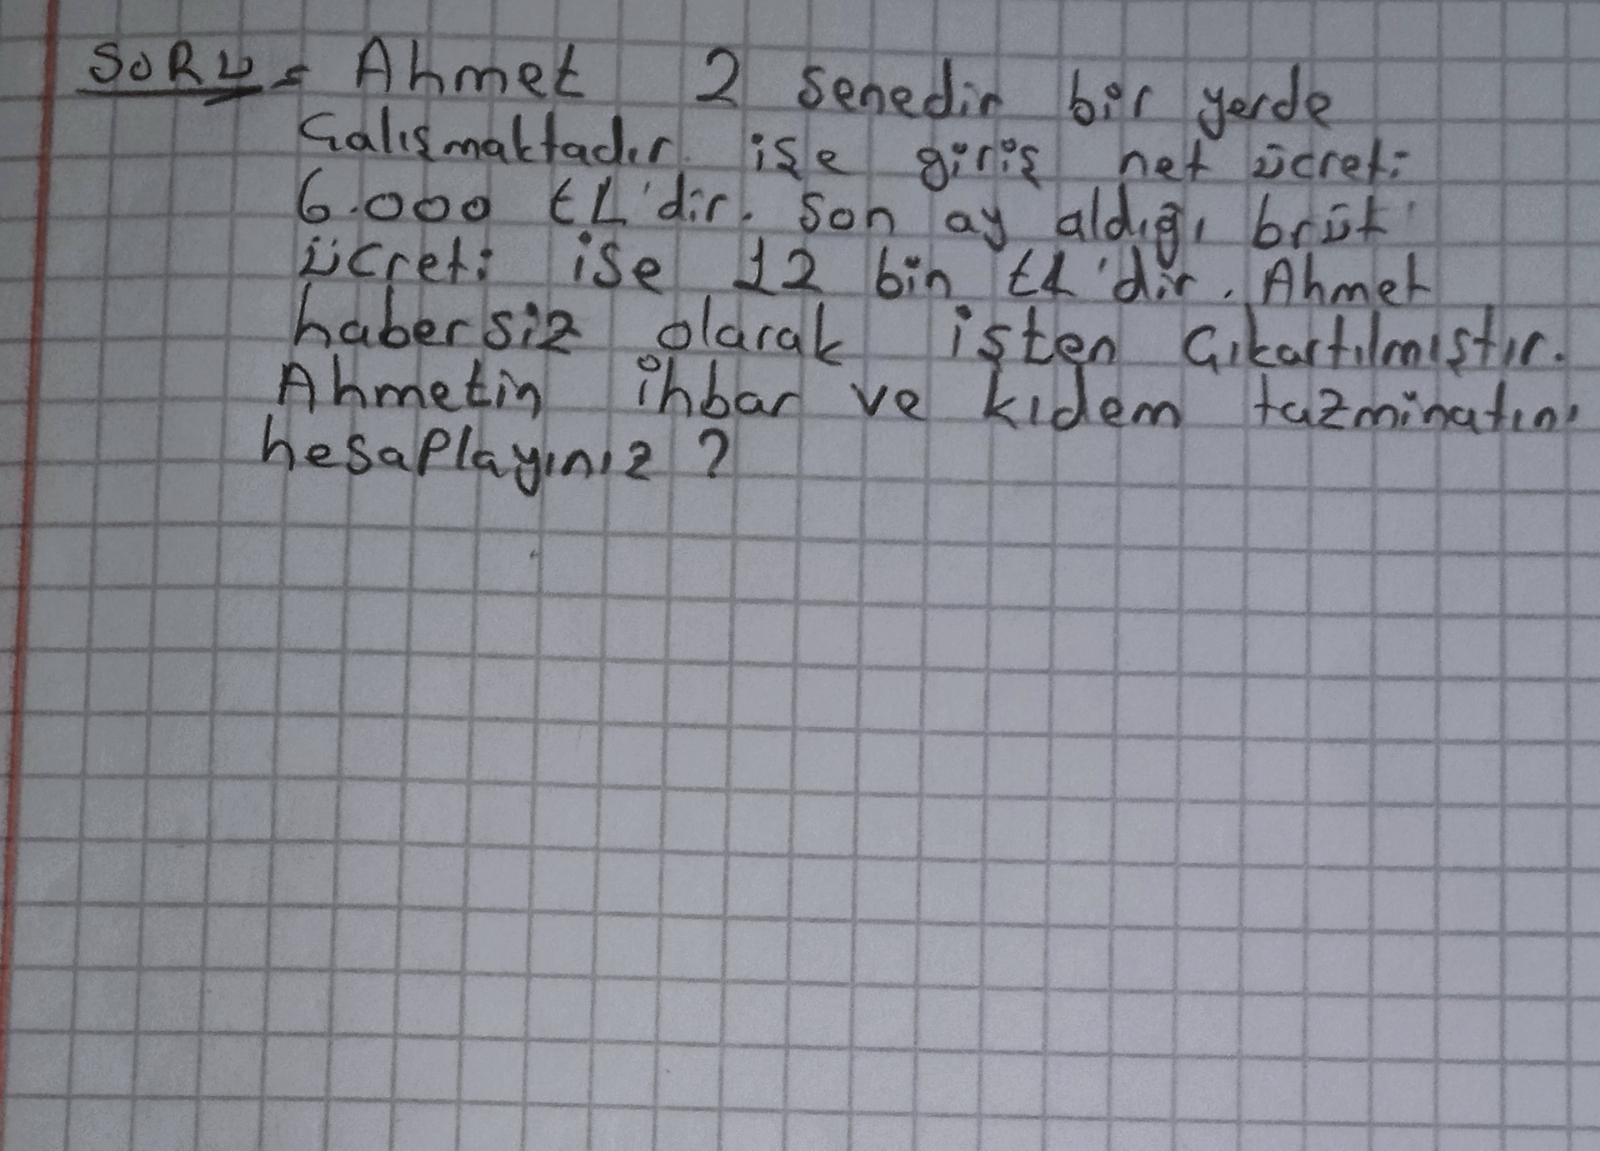 SORU = Ahmet 2 senedir bir yerde
Çalışmaktadır. işe giriş net ücreti
6.000 tL'dir. Son ay aldığı brüt
ücreti ise 12 bin tL'dir. Ahmet
habersiz olarak işten Çıkartılmıştır.
Ahmetin ihbar ve kıdem tazminatını
hesaplayınız ?